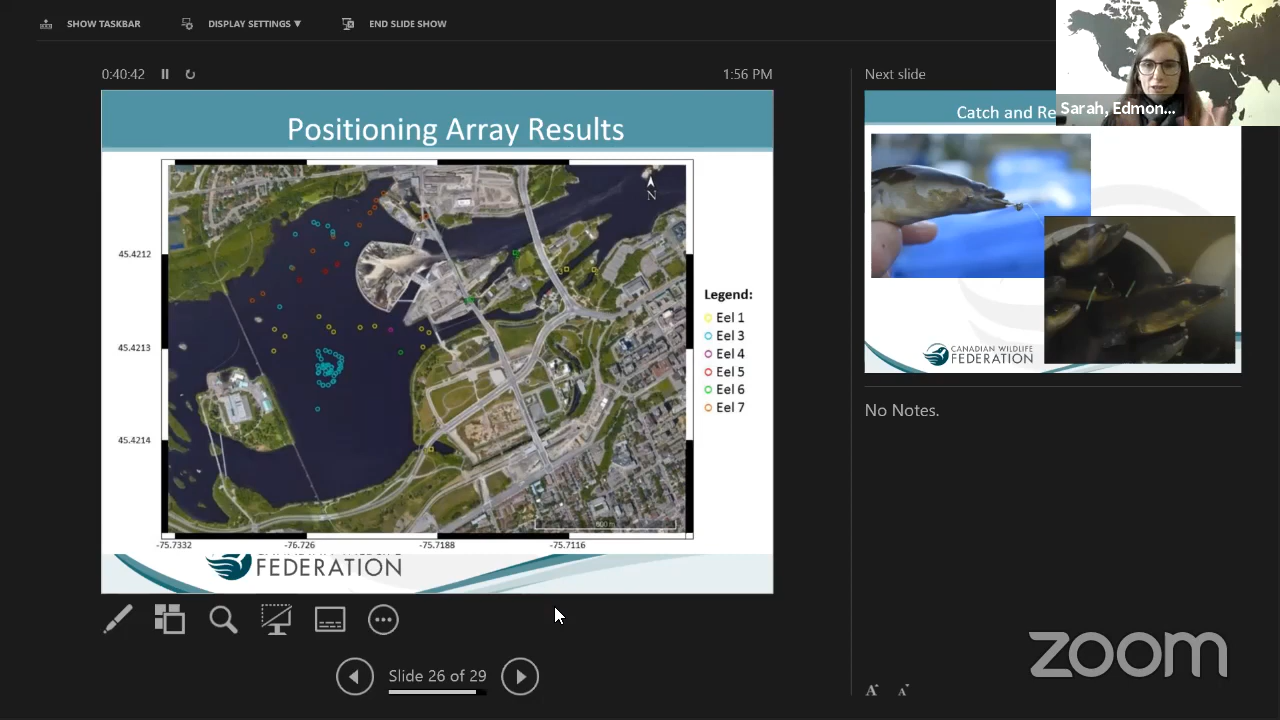 SHOW TASKBAR
DISPLAY SETTINGS ▼
END SLIDE SHOW
0:40:42
1:56 PM
Next slide
Sarah, Edmon...
Positioning Array Results
N
45.4212
45.4213
45.4214
-75.7332
-76.726
-75.7188
-75.7116
600 m
Legend:
Eel 1
Eel 3
Eel 4
Eel 5
Eel 6
Eel 7
FEDERATION
Catch and Re
CANADIAN WILDLIFE
FEDERATION
No Notes.
Slide 26 of 29
A A
zoom